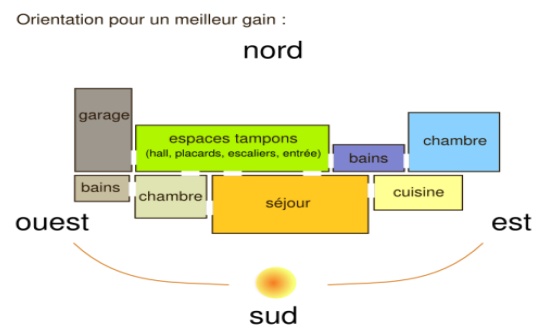 Orientation pour un meilleur gain :
nord
garage
espaces tampons
(hall, placards, escaliers, entrée)
bains
chambre
bains
chambre
séjour
cuisine
ouest
est
sud